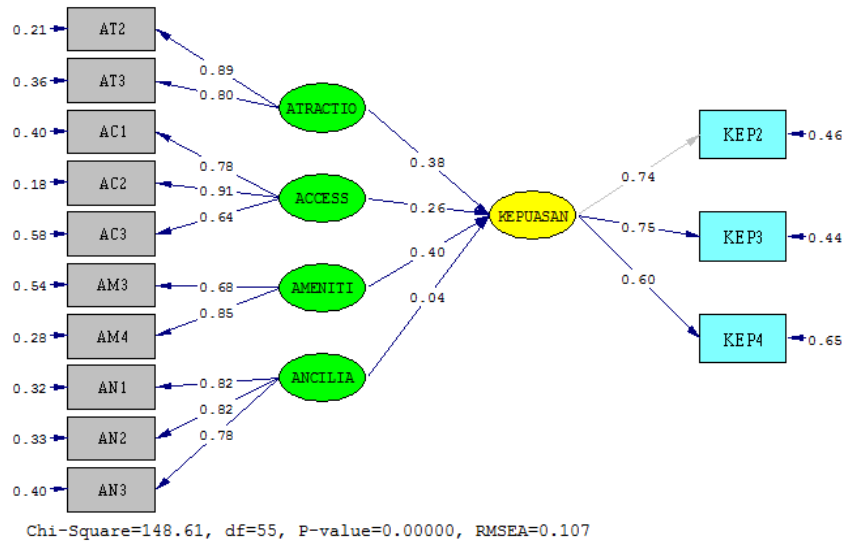 0.21 AT2
0.89
0.36 AT3
0.80
ATRACTIO
0.40 AC1
0.78
0.38
KEP2 0.46
0.18 AC2
0.91
ACCESS
0.26
0.74
0.64
KEPUASAN
0.58 AC3
0.75
KEP3 0.44
0.54 AM3
0.68
AMENITI
0.40
0.60
0.85
0.04
0.28 AM4
KEP4 0.65
0.32 AN1
0.82
ANCILIA
0.82
0.33 AN2
0.78
0.40 AN3
Chi-Square=148.61, df=55, P-value=0.00000, RMSEA=0.107